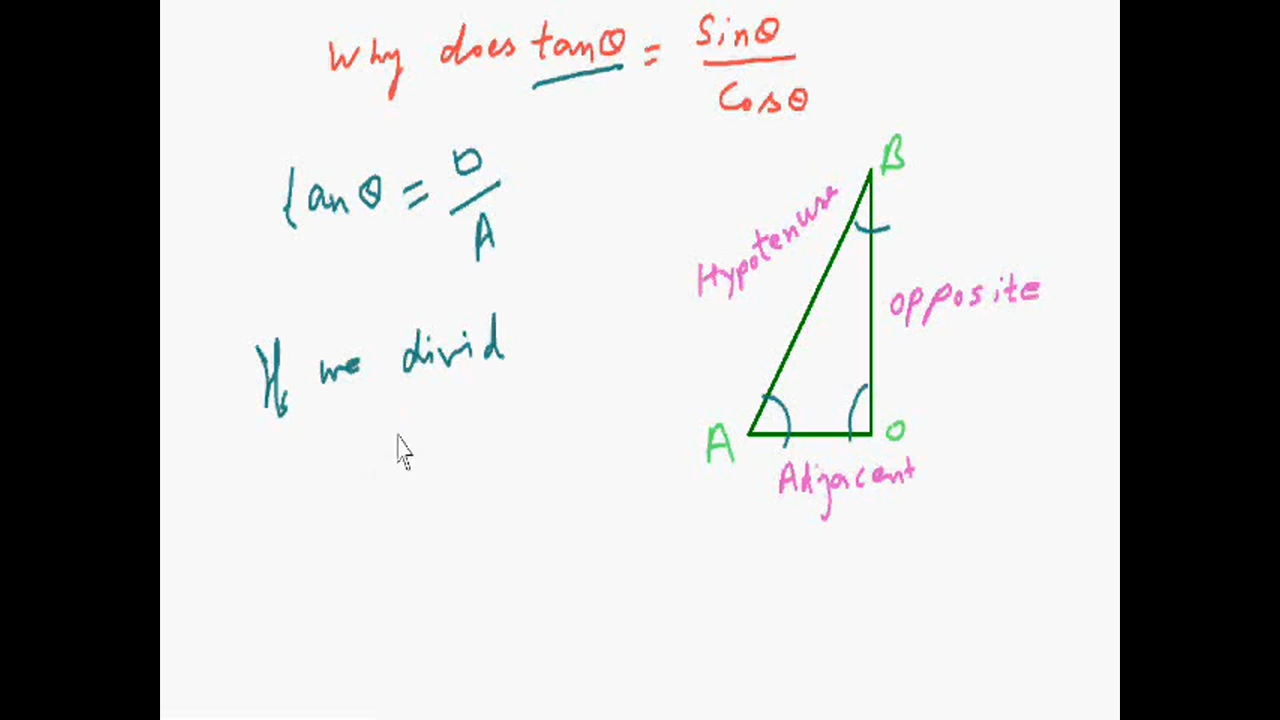 Why does tanθ = sinθ / cosθ
tanθ = O / A
B
Hypotenuse
Opposite
If we divid
A
O
Adjacent